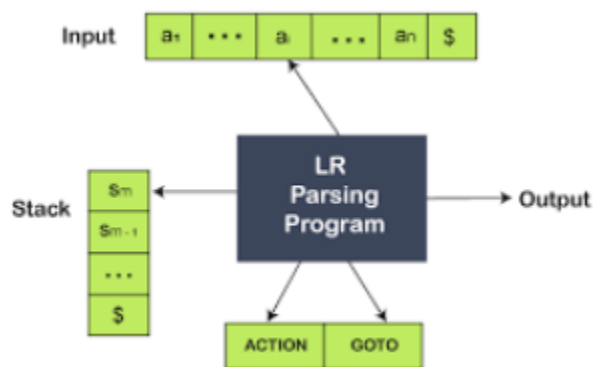 Input a₁ ... aᵢ ... aₙ $
LR
Parsing
Program
Stack
Sₘ
Sₘ₋₁
...
$
Output
ACTION GOTO